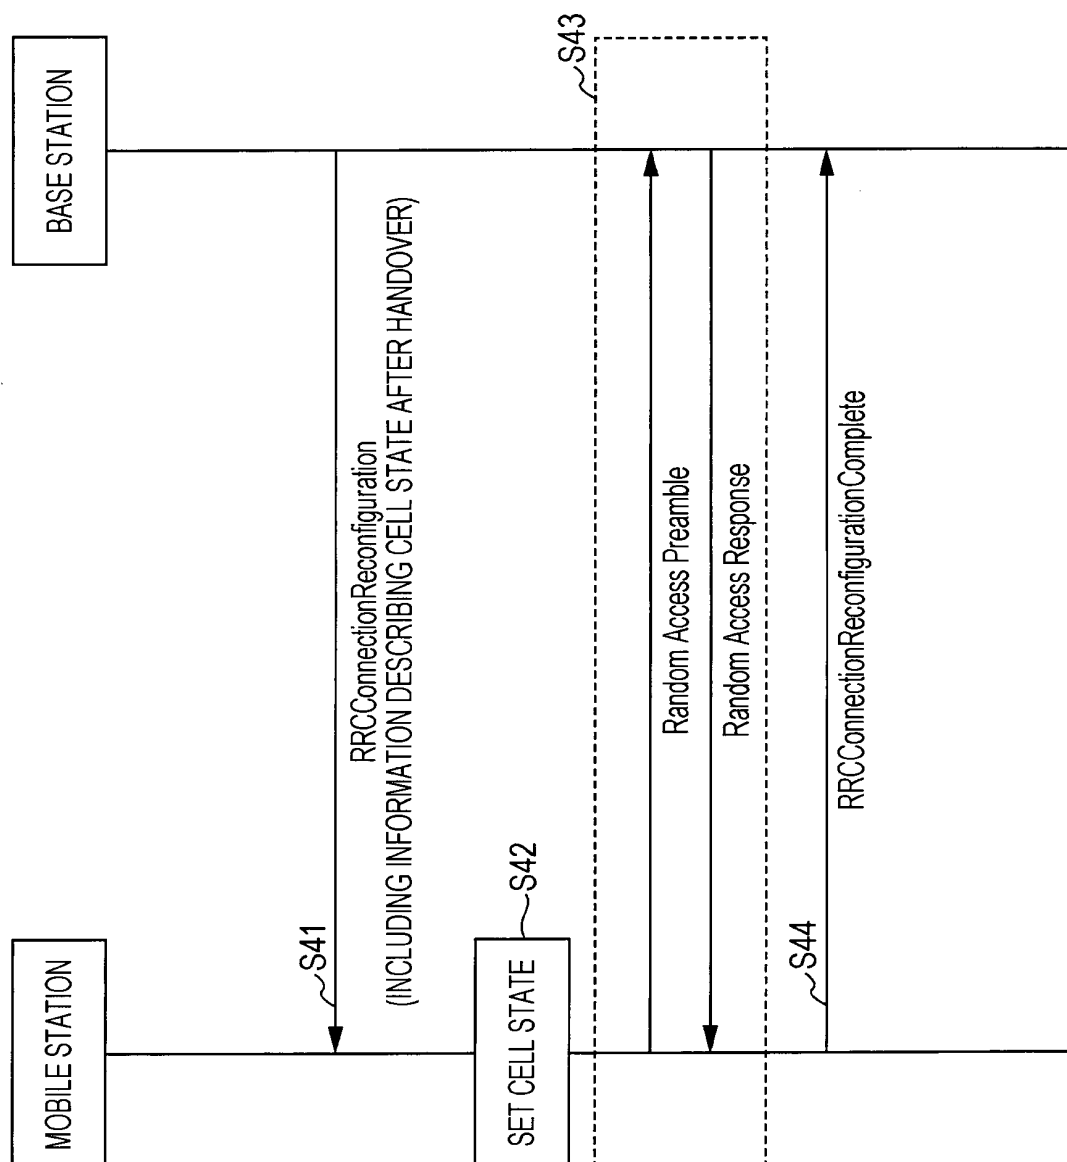 MOBILE STATION
BASE STATION
S41
RRCConnectionReconfiguration
(INCLUDING INFORMATION DESCRIBING CELL STATE AFTER HANDOVER)
SET CELL STATE
S42
S43
Random Access Preamble
Random Access Response
S44
RRCConnectionReconfigurationComplete